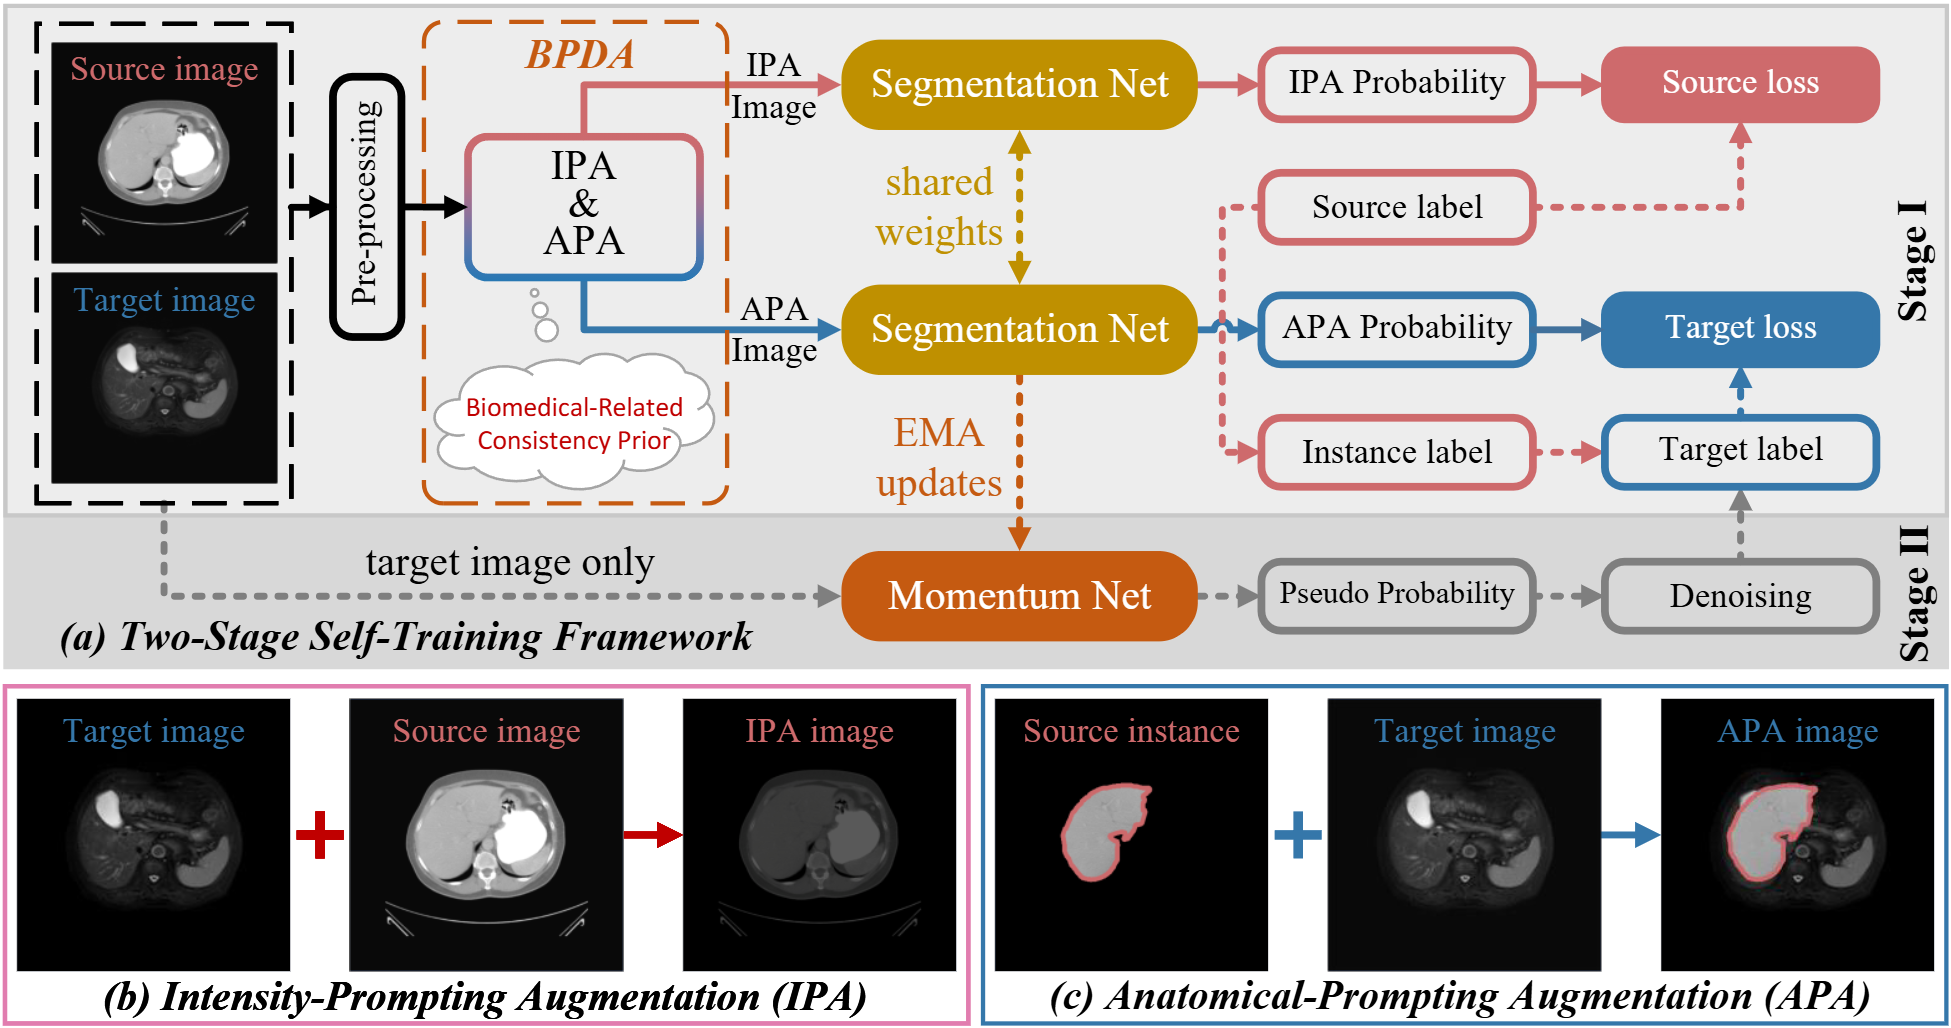 Source image
Target image
Pre-processing
BPDA
IPA
&
APA
Biomedical-Related
Consistency Prior
IPA
Image
APA
Image
Segmentation Net
shared
weights
Segmentation Net
EMA
updates
IPA Probability
Source loss
Source label
APA Probability
Target loss
Instance label
Target label
Stage I
target image only
Momentum Net
Pseudo Probability
Denoising
Stage II
(a) Two-Stage Self-Training Framework
Target image
Source image
IPA image
(b) Intensity-Prompting Augmentation (IPA)
Source instance
Target image
APA image
(c) Anatomical-Prompting Augmentation (APA)